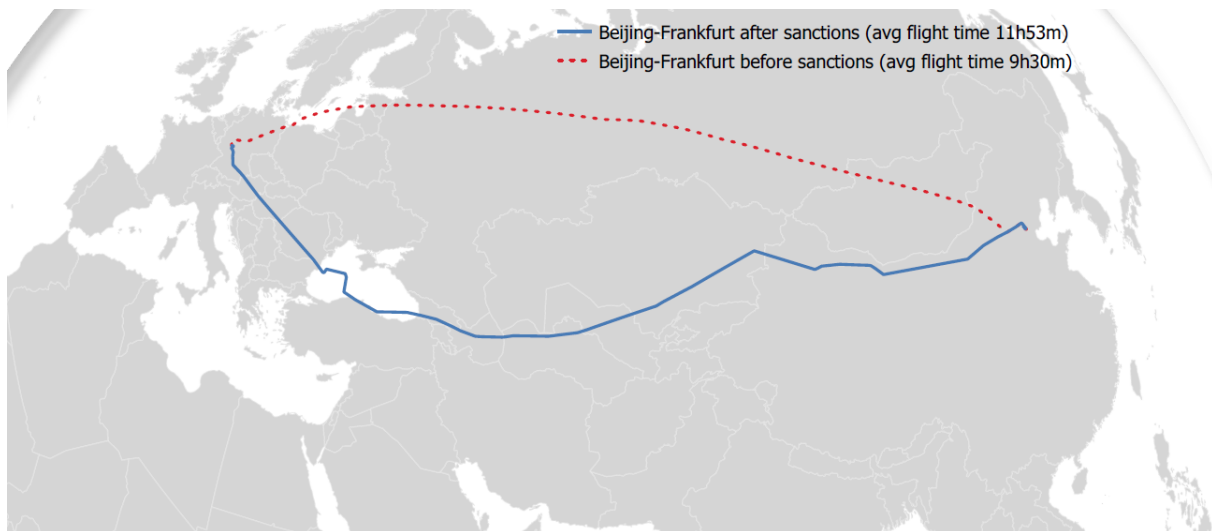 Beijing-Frankfurt after sanctions (avg flight time 11h53m)
Beijing-Frankfurt before sanctions (avg flight time 9h30m)